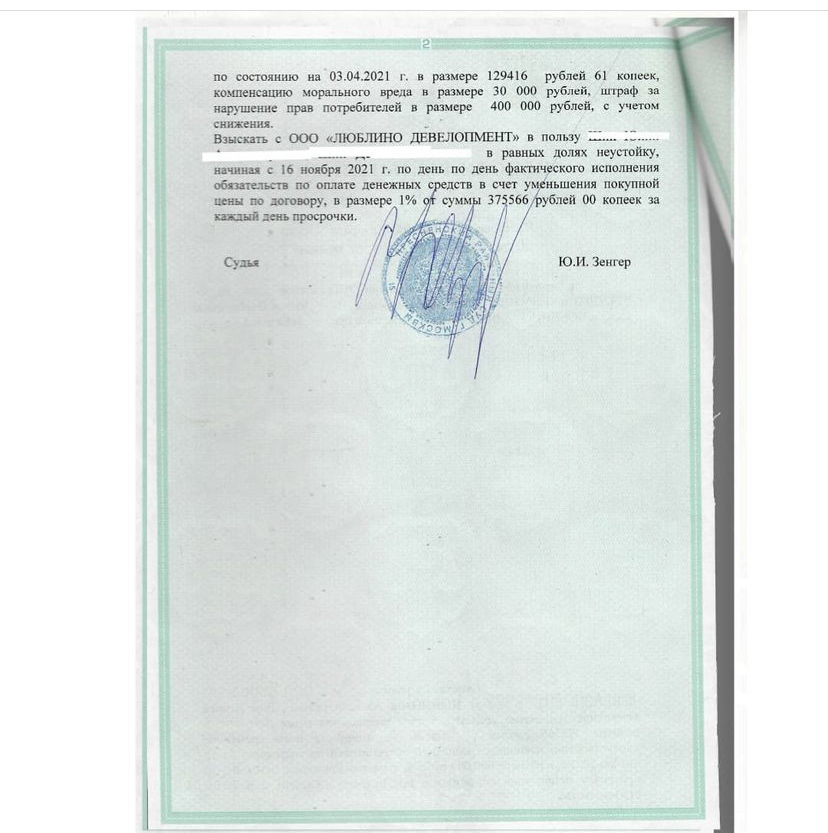 2
по состоянию на 03.04.2021 г. в размере 129416 рублей 61 копеек,
компенсацию морального вреда в размере 30 000 рублей, штраф за
нарушение прав потребителей в размере 400 000 рублей, с учетом
снижения.
Взыскать с ООО «ЛЮБЛИНО ДЕВЕЛОПМЕНТ» в пользу
в равных долях неустойку,
начиная с 16 ноября 2021 г. по день по день фактического исполнения
обязательств по оплате денежных средств в счет уменьшения покупной
цены по договору, в размере 1% от суммы 375566 рублей 00 копеек за
каждый день просрочки.
Судья Ю.И. Зенгер